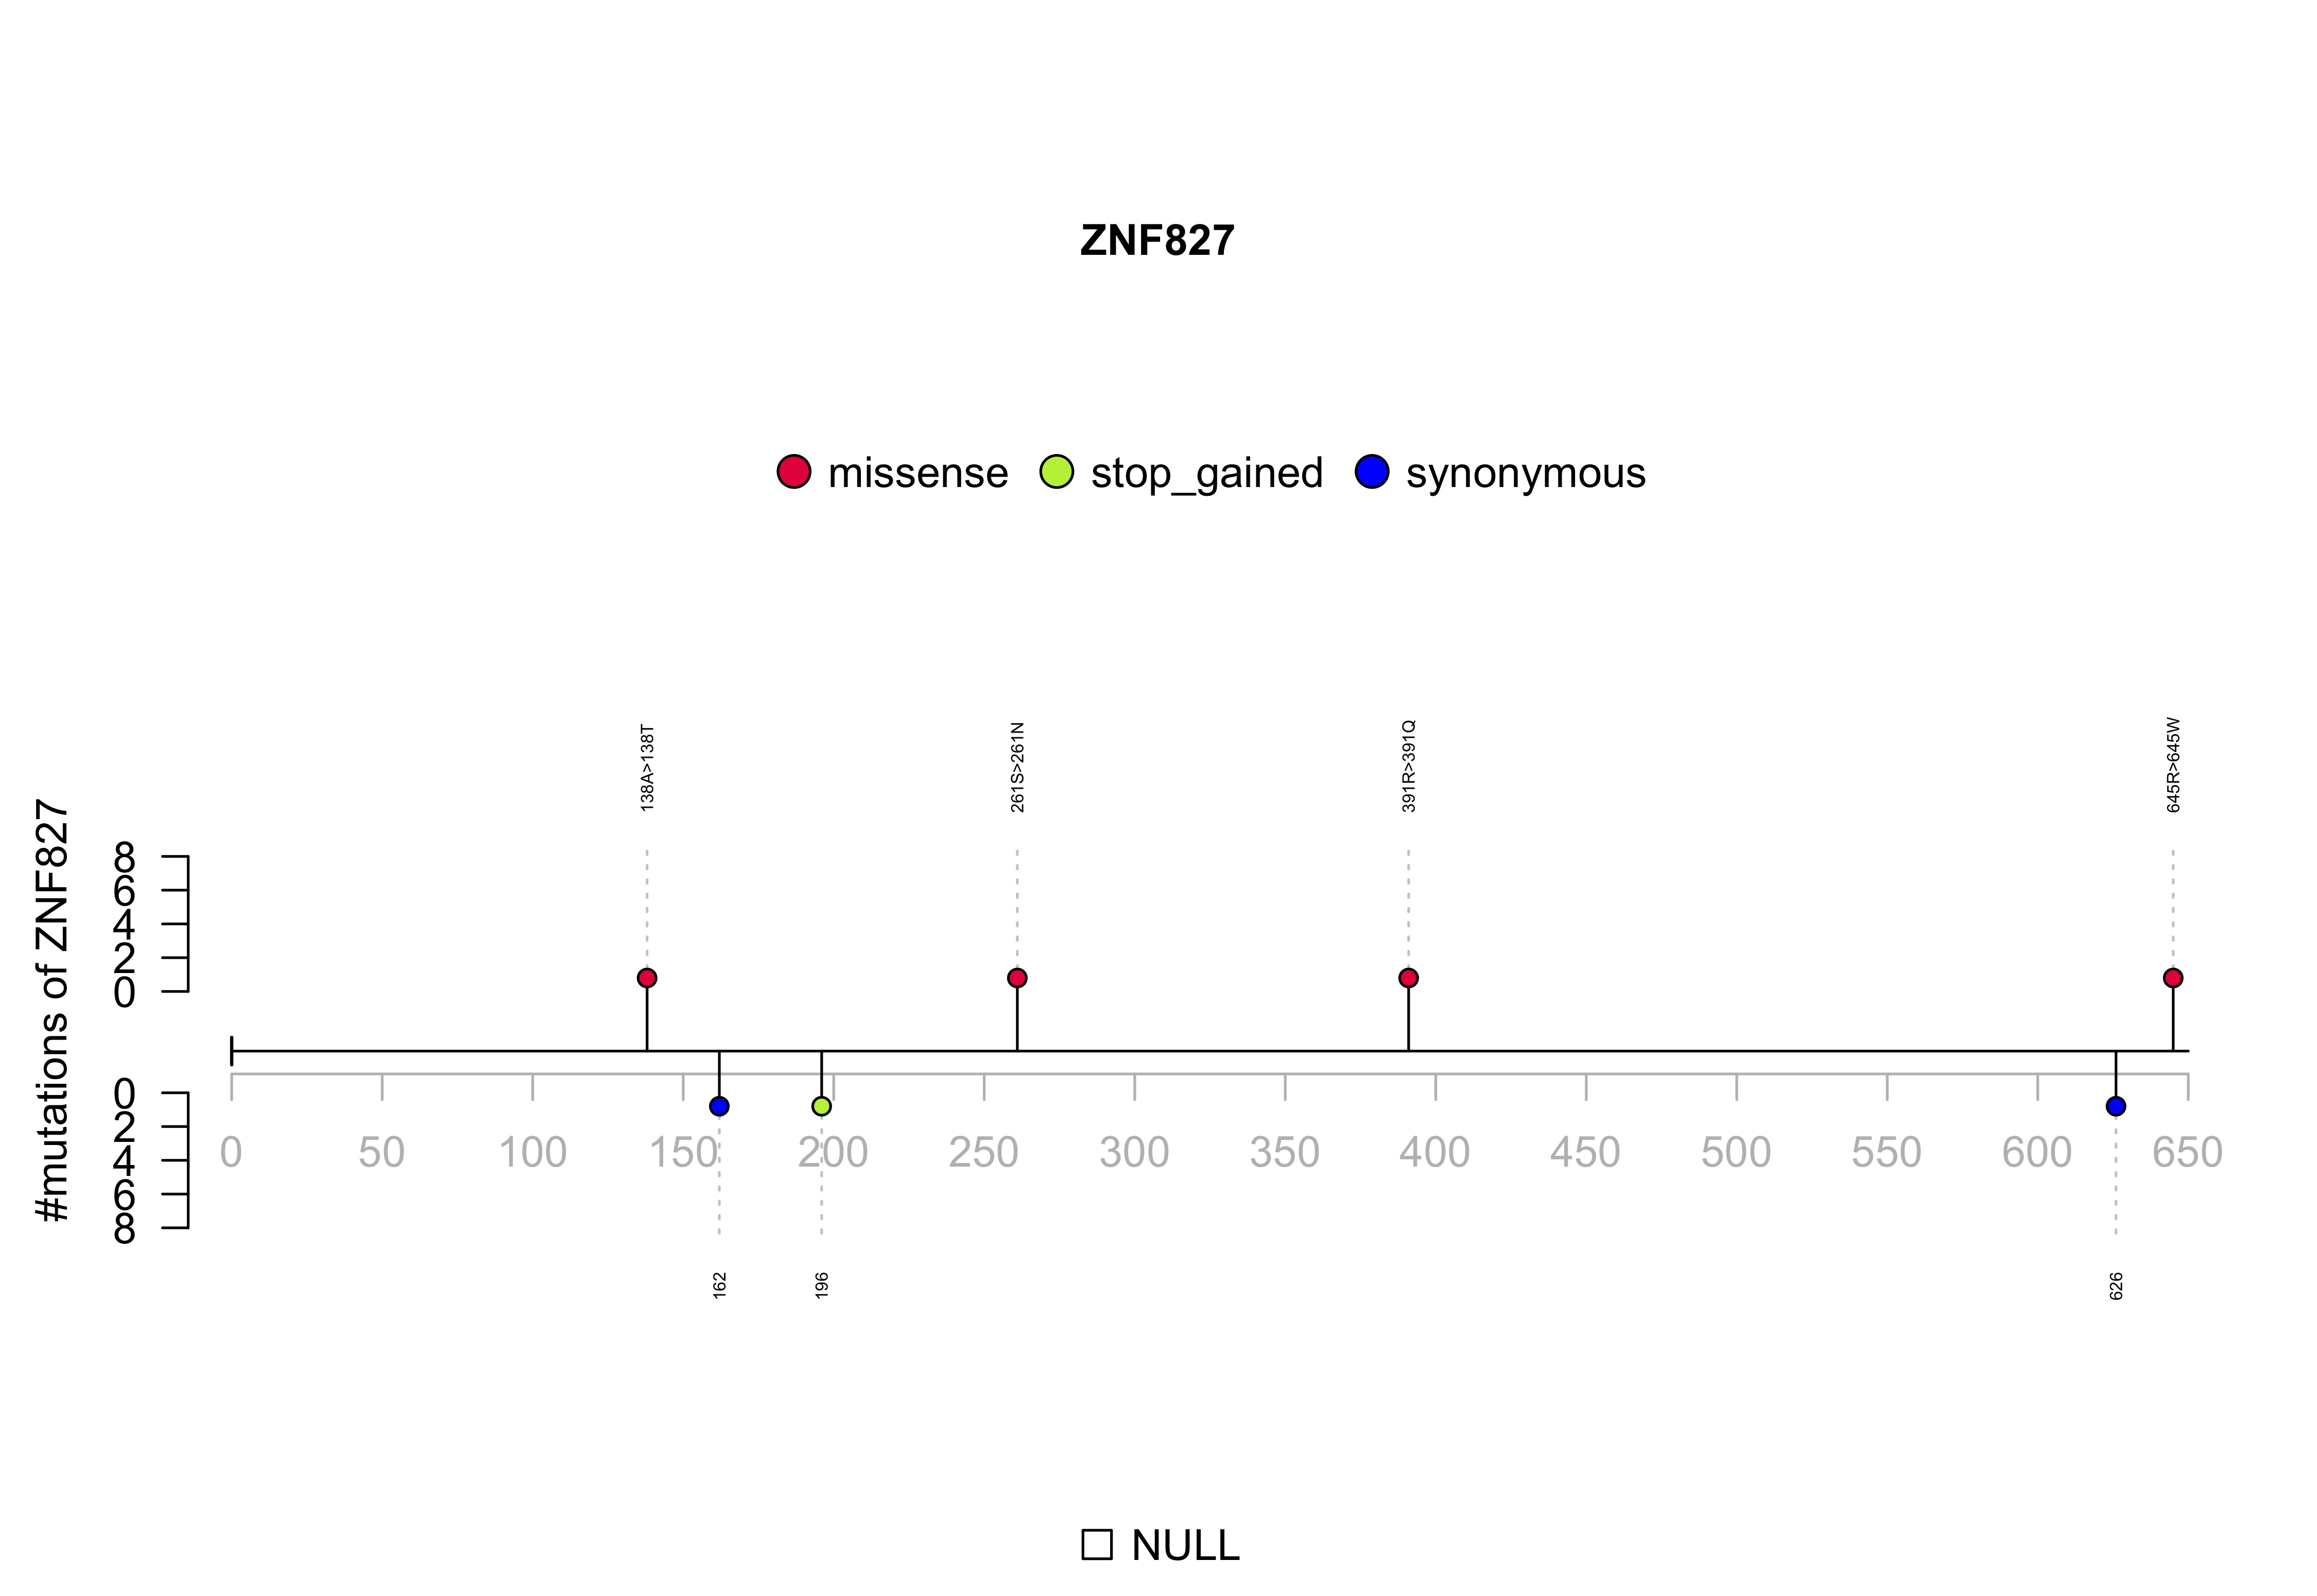 ZNF827
missense stop_gained synonymous
138A>138T 261S>261N 391R>391Q 645R>645W
#mutations of ZNF827
8
6
4
2
0
0
2
4
6
8
0 50 100 150 200 250 300 350 400 450 500 550 600 650
162 196 626
NULL